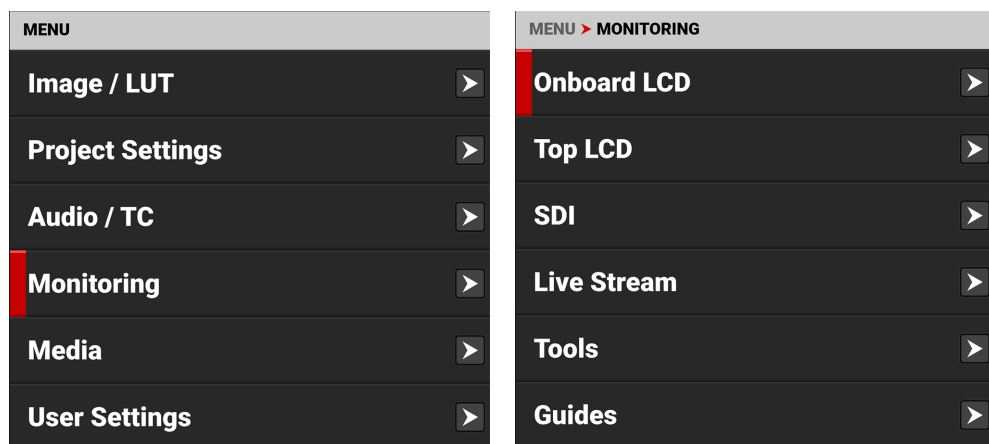 MENU
Image / LUT
Project Settings
Audio / TC
Monitoring
Media
User Settings
MENU MONITORING
Onboard LCD
Top LCD
SDI
Live Stream
Tools
Guides